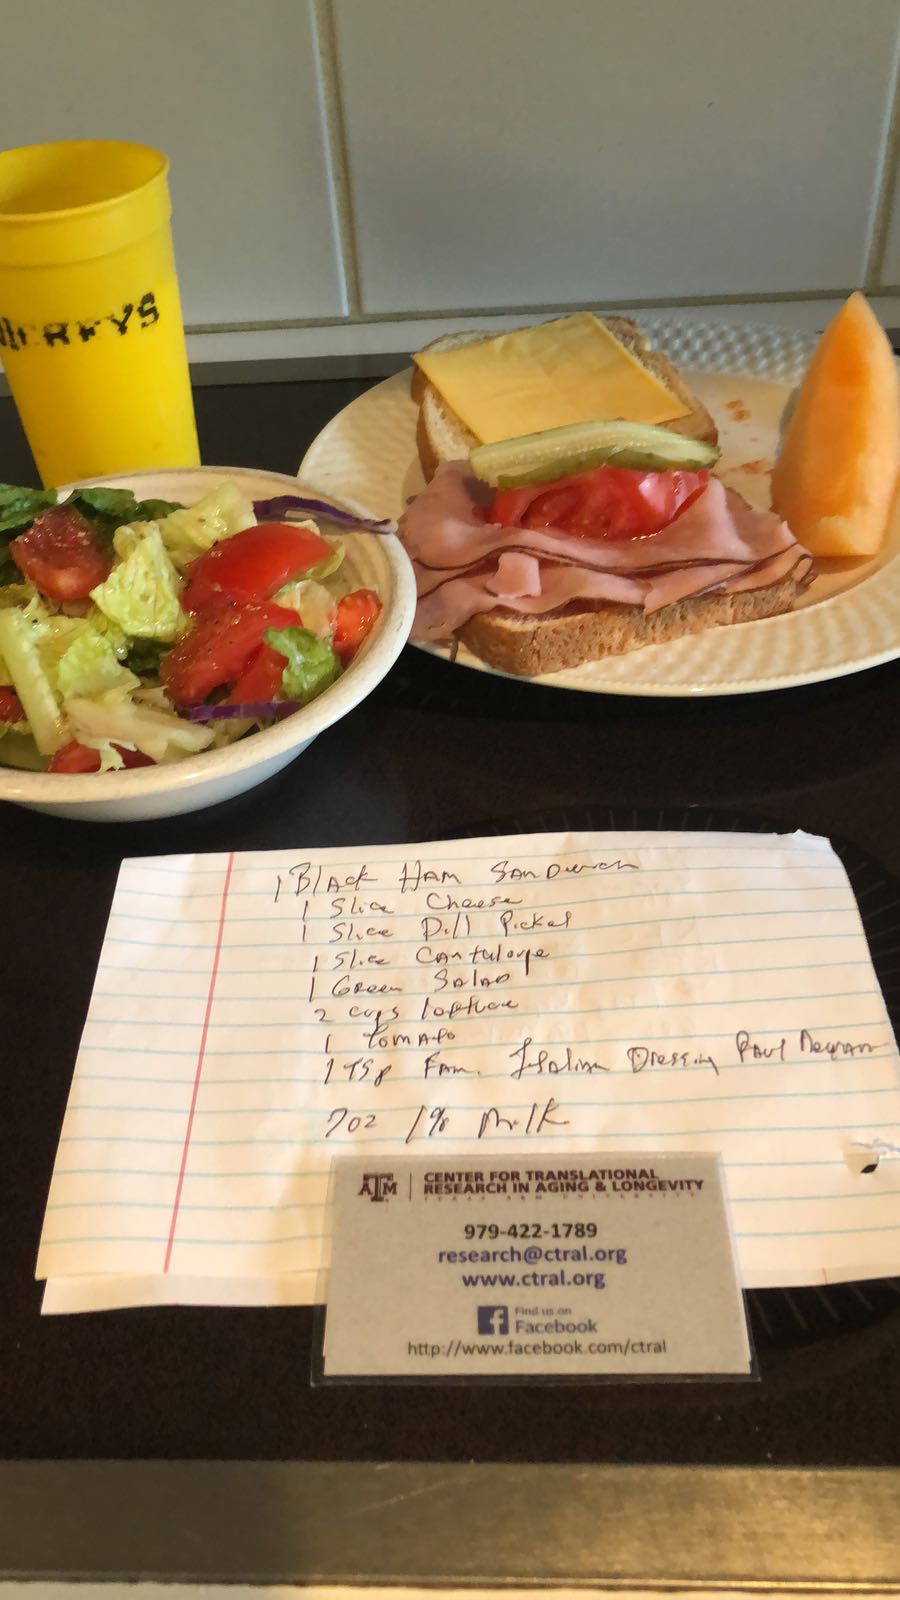 1 Black Ham Sandwich
1 Slice Cheese
1 Slice Dill Pickel
1 Slice Cantaloupe
1 Green Salad
2 cups
1 Tomato
1 Tsp Fam. Italian Dressing Paul
7oz 1% Milk
ATM
CENTER FOR TRANSLATIONAL
RESEARCH IN AGING & LONGEVITY
TEXAS A&M UNIVERSITY
979-422-1789
research@ctral.org
www.ctral.org
f Find us on
Facebook
http://www.facebook.com/ctral